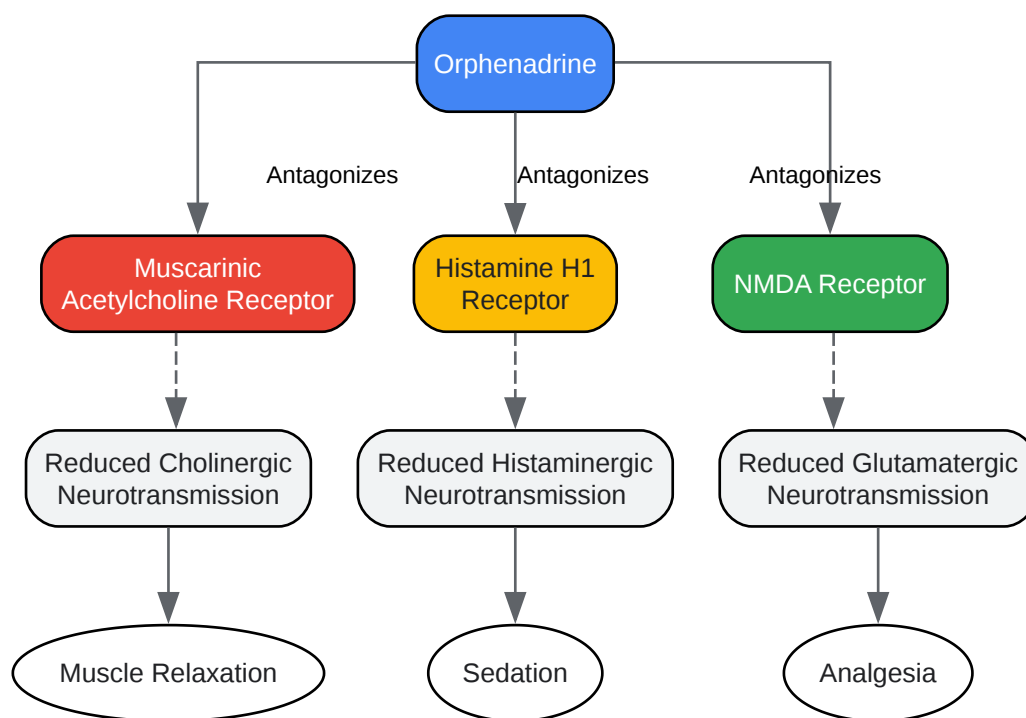 Orphenadrine
Antagonizes
Antagonizes
Antagonizes
Muscarinic
Acetylcholine Receptor
Histamine H1
Receptor
NMDA Receptor
Reduced Cholinergic
Neurotransmission
Reduced Histaminergic
Neurotransmission
Reduced Glutamatergic
Neurotransmission
Muscle Relaxation
Sedation
Analgesia